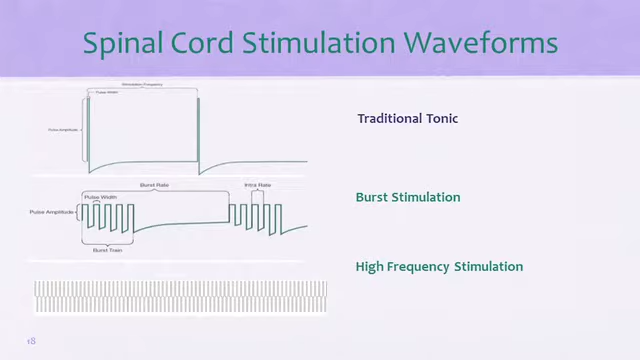 Spinal Cord Stimulation Waveforms
Stimulation Frequency
Pulse Width
Pulse Amplitude
Traditional Tonic
Burst Rate
Intra Rate
Pulse Width
Pulse Amplitude
Burst Train
Burst Stimulation
High Frequency Stimulation
18